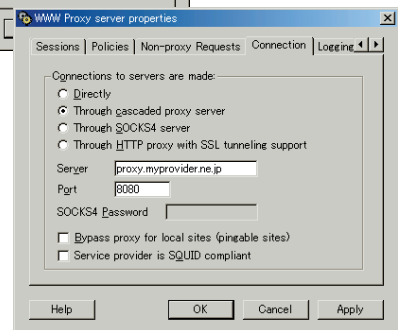 WWW Proxy server properties
Sessions Policies Non-proxy Requests Connection Logging
Connections to servers are made:
Directly
Through cascaded proxy server
Through SOCKS4 server
Through HTTP proxy with SSL tunneling support
Server proxy.myprovider.ne.jp
Port 8080
SOCKS4 Password
Bypass proxy for local sites (pingable sites)
Service provider is SQUID compliant
Help OK Cancel Apply